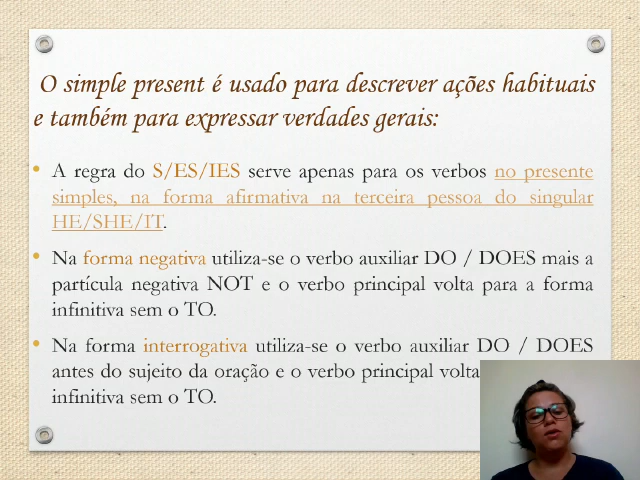 O simple present é usado para descrever ações habituais
e também para expressar verdades gerais:
• A regra do S/ES/IES serve apenas para os verbos no presente
simples, na forma afirmativa na terceira pessoa do singular
HE/SHE/IT.
• Na forma negativa utiliza-se o verbo auxiliar DO / DOES mais a
partícula negativa NOT e o verbo principal volta para a forma
infinitiva sem o TO.
• Na forma interrogativa utiliza-se o verbo auxiliar DO / DOES
antes do sujeito da oração e o verbo principal volta
infinitiva sem o TO.